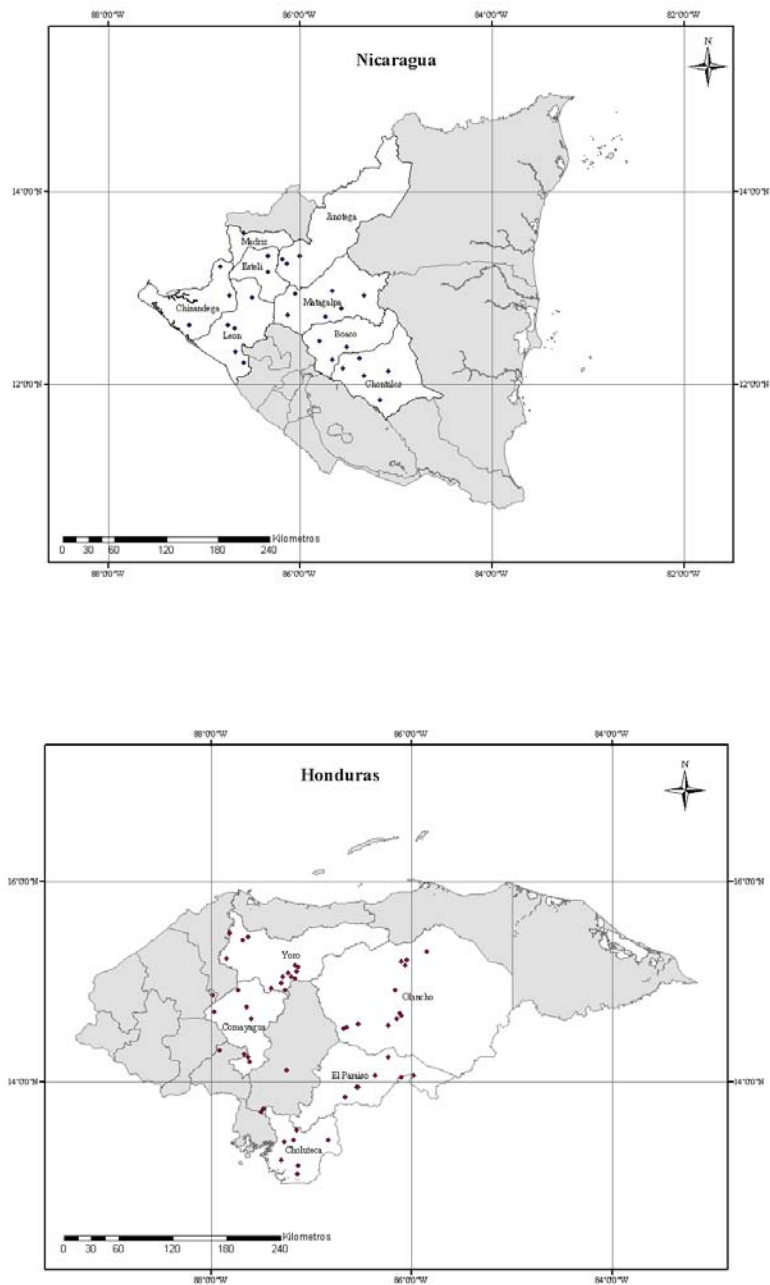 88°00'W 86°00'W 84°00'W 82°00'W
Nicaragua
N
14°00'N 14°00'N
Jinotega
Madriz
Estelí
Chinandega
Matagalpa
Leon
Boaco
12°00'N 12°00'N
Chontales
Kilometros
0 15 30 60 120 180 240
88°00'W 86°00'W 84°00'W 82°00'W
88°00'W 86°00'W 84°00'W
Honduras
N
16°00'N 16°00'N
Yoro
Olancho
Comayagua
14°00'N 14°00'N
El Paraiso
Choluteca
Kilometros
0 15 30 60 120 180 240
88°00'W 86°00'W 84°00'W